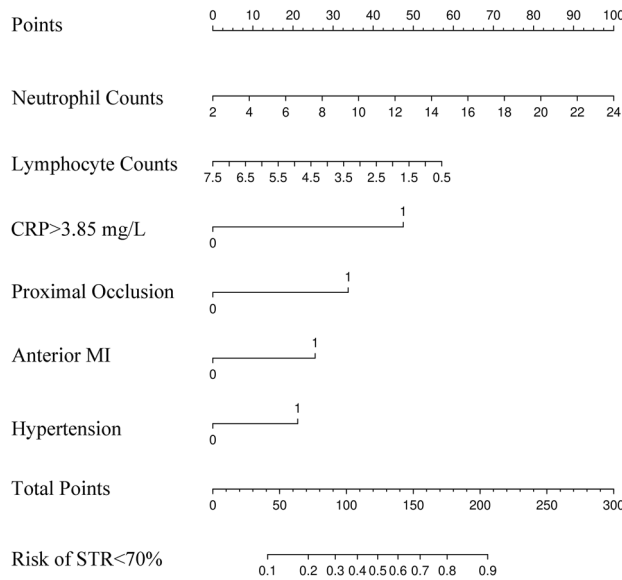 Points 0 10 20 30 40 50 60 70 80 90 100
Neutrophil Counts
2 4 6 8 10 12 14 16 18 20 22 24
Lymphocyte Counts
7.5 6.5 5.5 4.5 3.5 2.5 1.5 0.5
1
CRP>3.85 mg/L
0
1
Proximal Occlusion
0
1
Anterior MI
0
1
Hypertension
0
Total Points
0 50 100 150 200 250 300
Risk of STR<70%
0.1 0.2 0.3 0.4 0.5 0.6 0.7 0.8 0.9